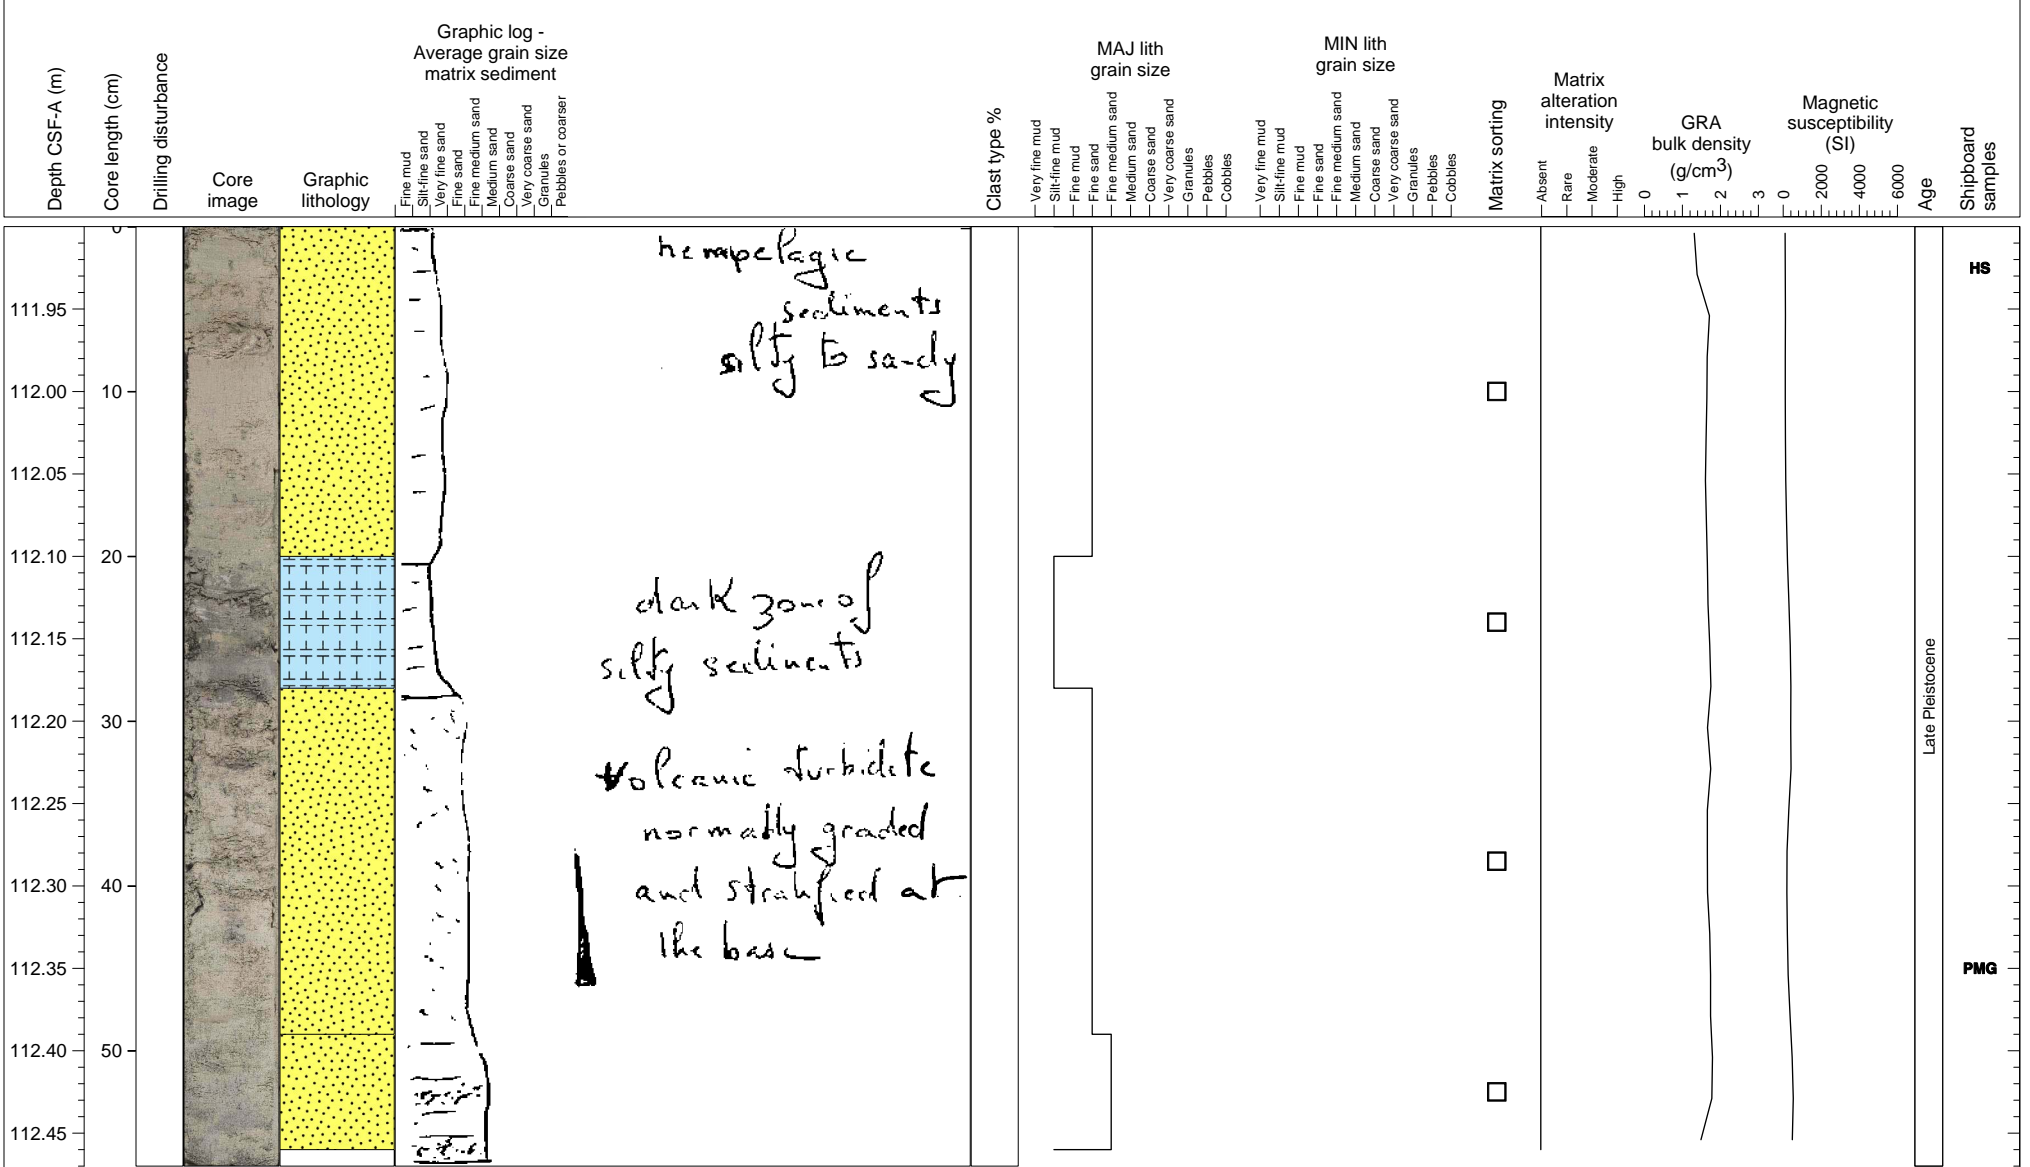 Depth CSF-A (m)
Core length (cm)
Drilling disturbance
Core
image
Graphic
lithology
Graphic log -
Average grain size
matrix sediment
Fine mud
Silt-fine sand
Very fine sand
Fine sand
Fine medium sand
Medium sand
Coarse sand
Very coarse sand
Granules
Pebbles or coarser
Clast type %
MAJ lith
grain size
Very fine mud
Silt-fine mud
Fine mud
Fine sand
Fine medium sand
Medium sand
Coarse sand
Very coarse sand
Granules
Pebbles
Cobbles
MIN lith
grain size
Very fine mud
Silt-fine mud
Fine mud
Fine sand
Fine medium sand
Medium sand
Coarse sand
Very coarse sand
Granules
Pebbles
Cobbles
Matrix sorting
Matrix
alteration
intensity
Absent
Rare
Moderate
High
GRA
bulk density
(g/cm3)
0
1
2
3
Magnetic
susceptibility
(SI)
0
2000
4000
6000
Age
Shipboard
samples
111.95
112.00
112.05
112.10
112.15
112.20
112.25
112.30
112.35
112.40
112.45
0
10
20
30
40
50
hempelagic
sediments
silty to sandy
dark zone of
silty sediments
volcanic turbidite
normally graded
and stratified at
the base
Late Pleistocene
HS
PMG